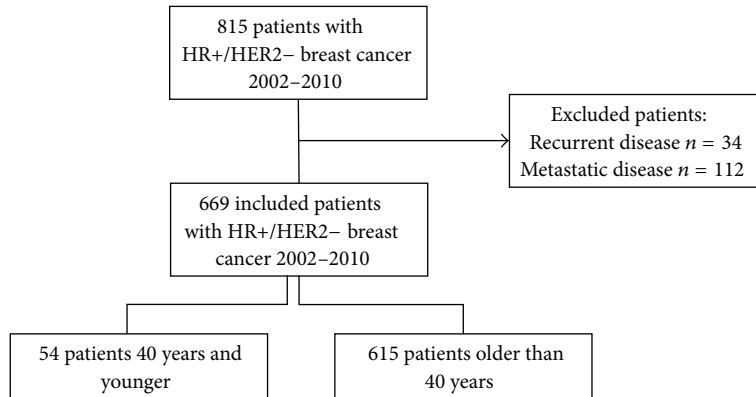 815 patients with
HR+/HER2− breast cancer
2002–2010
Excluded patients:
Recurrent disease n = 34
Metastatic disease n = 112
669 included patients
with HR+/HER2− breast
cancer 2002–2010
54 patients 40 years and
younger
615 patients older than
40 years